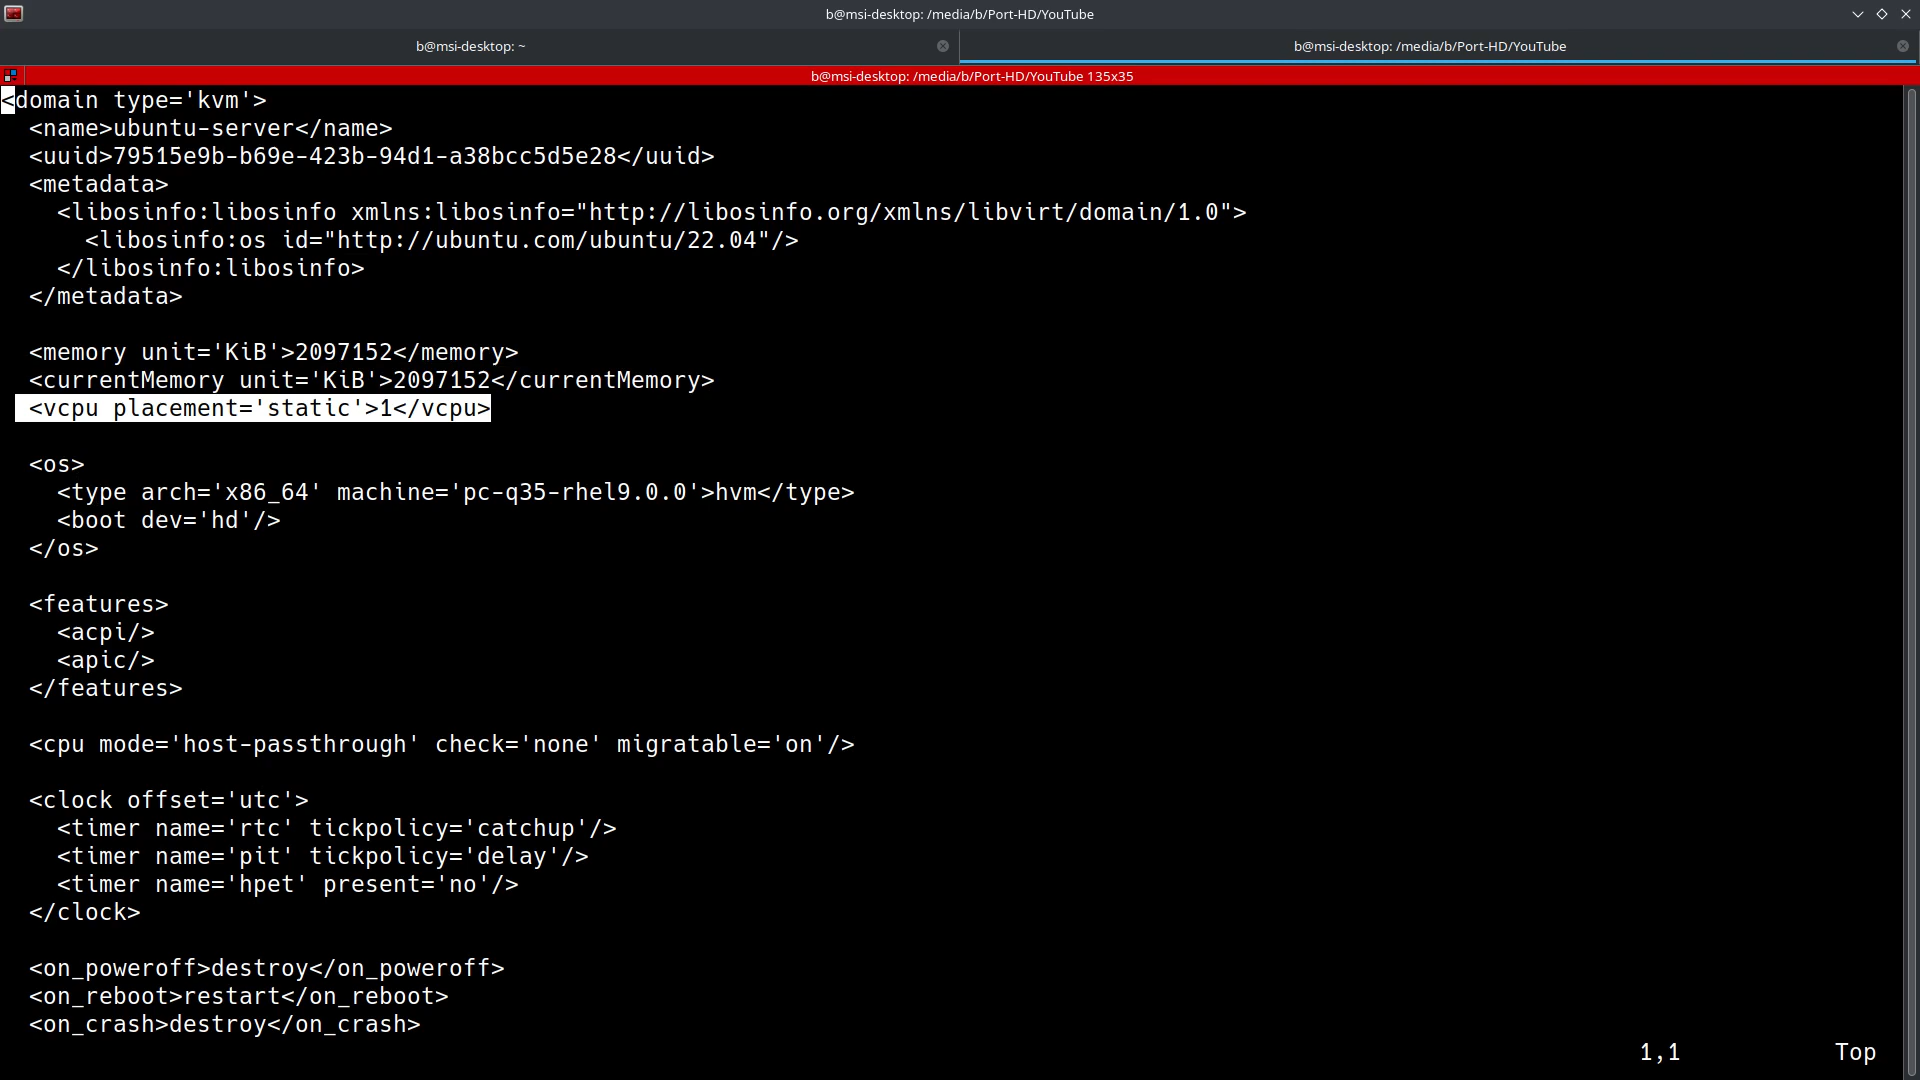 b@msi-desktop: /media/b/Port-HD/YouTube
b@msi-desktop: ~
b@msi-desktop: /media/b/Port-HD/YouTube
b@msi-desktop: /media/b/Port-HD/YouTube 135x35
<domain type='kvm'>
  <name>ubuntu-server</name>
  <uuid>79515e9b-b69e-423b-94d1-a38bcc5d5e28</uuid>
  <metadata>
    <libosinfo:libosinfo xmlns:libosinfo="http://libosinfo.org/xmlns/libvirt/domain/1.0">
      <libosinfo:os id="http://ubuntu.com/ubuntu/22.04"/>
    </libosinfo:libosinfo>
  </metadata>

  <memory unit='KiB'>2097152</memory>
  <currentMemory unit='KiB'>2097152</currentMemory>
  <vcpu placement='static'>1</vcpu>

  <os>
    <type arch='x86_64' machine='pc-q35-rhel9.0.0'>hvm</type>
    <boot dev='hd'/>
  </os>

  <features>
    <acpi/>
    <apic/>
  </features>

  <cpu mode='host-passthrough' check='none' migratable='on'/>

  <clock offset='utc'>
    <timer name='rtc' tickpolicy='catchup'/>
    <timer name='pit' tickpolicy='delay'/>
    <timer name='hpet' present='no'/>
  </clock>

  <on_poweroff>destroy</on_poweroff>
  <on_reboot>restart</on_reboot>
  <on_crash>destroy</on_crash>
1,1 Top